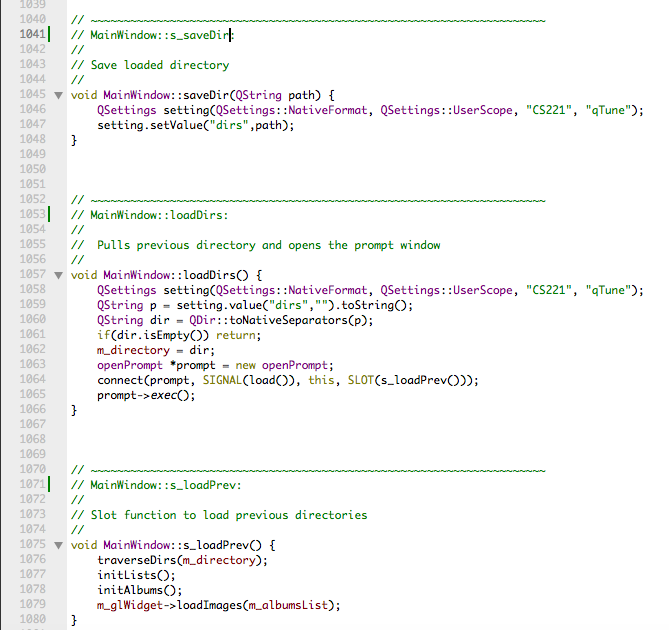 1039
1040 // ~~~~~~~~~~~~~~~~~~~~~~~~~~~~~~~~~~~~~~~~~~~~~~~~~~~~~~~~~~~~~~~~~~~~~
1041 // MainWindow::s_saveDir:
1042 //
1043 // Save loaded directory
1044 //
1045 void MainWindow::saveDir(QString path) {
1046     QSettings setting(QSettings::NativeFormat, QSettings::UserScope, "CS221", "qTune");
1047     setting.setValue("dirs",path);
1048 }
1049
1050
1051
1052 // ~~~~~~~~~~~~~~~~~~~~~~~~~~~~~~~~~~~~~~~~~~~~~~~~~~~~~~~~~~~~~~~~~~~~~
1053 // MainWindow::loadDirs:
1054 //
1055 //  Pulls previous directory and opens the prompt window
1056 //
1057 void MainWindow::loadDirs() {
1058     QSettings setting(QSettings::NativeFormat, QSettings::UserScope, "CS221", "qTune");
1059     QString p = setting.value("dirs","").toString();
1060     QString dir = QDir::toNativeSeparators(p);
1061     if(dir.isEmpty()) return;
1062     m_directory = dir;
1063     openPrompt *prompt = new openPrompt;
1064     connect(prompt, SIGNAL(load()), this, SLOT(s_loadPrev()));
1065     prompt->exec();
1066 }
1067
1068
1069
1070 // ~~~~~~~~~~~~~~~~~~~~~~~~~~~~~~~~~~~~~~~~~~~~~~~~~~~~~~~~~~~~~~~~~~~~~
1071 // MainWindow::s_loadPrev:
1072 //
1073 // Slot function to load previous directories
1074 //
1075 void MainWindow::s_loadPrev() {
1076     traverseDirs(m_directory);
1077     initLists();
1078     initAlbums();
1079     m_glWidget->loadImages(m_albumsList);
1080 }